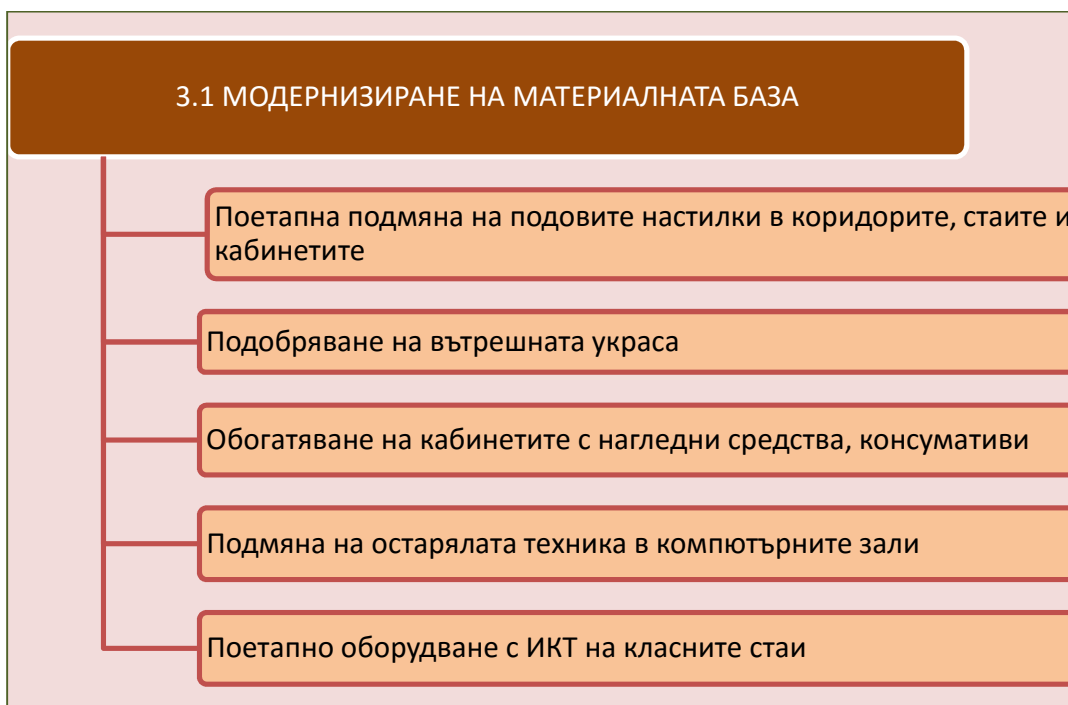 3.1 МОДЕРНИЗИРАНЕ НА МАТЕРИАЛНАТА БАЗА
Поетапна подмяна на подовите настилки в коридорите, стаите и
кабинетите
Подобряване на вътрешната украса
Обогатяване на кабинетите с нагледни средства, консумативи
Подмяна на остарялата техника в компютърните зали
Поетапно оборудване с ИКТ на класните стаи